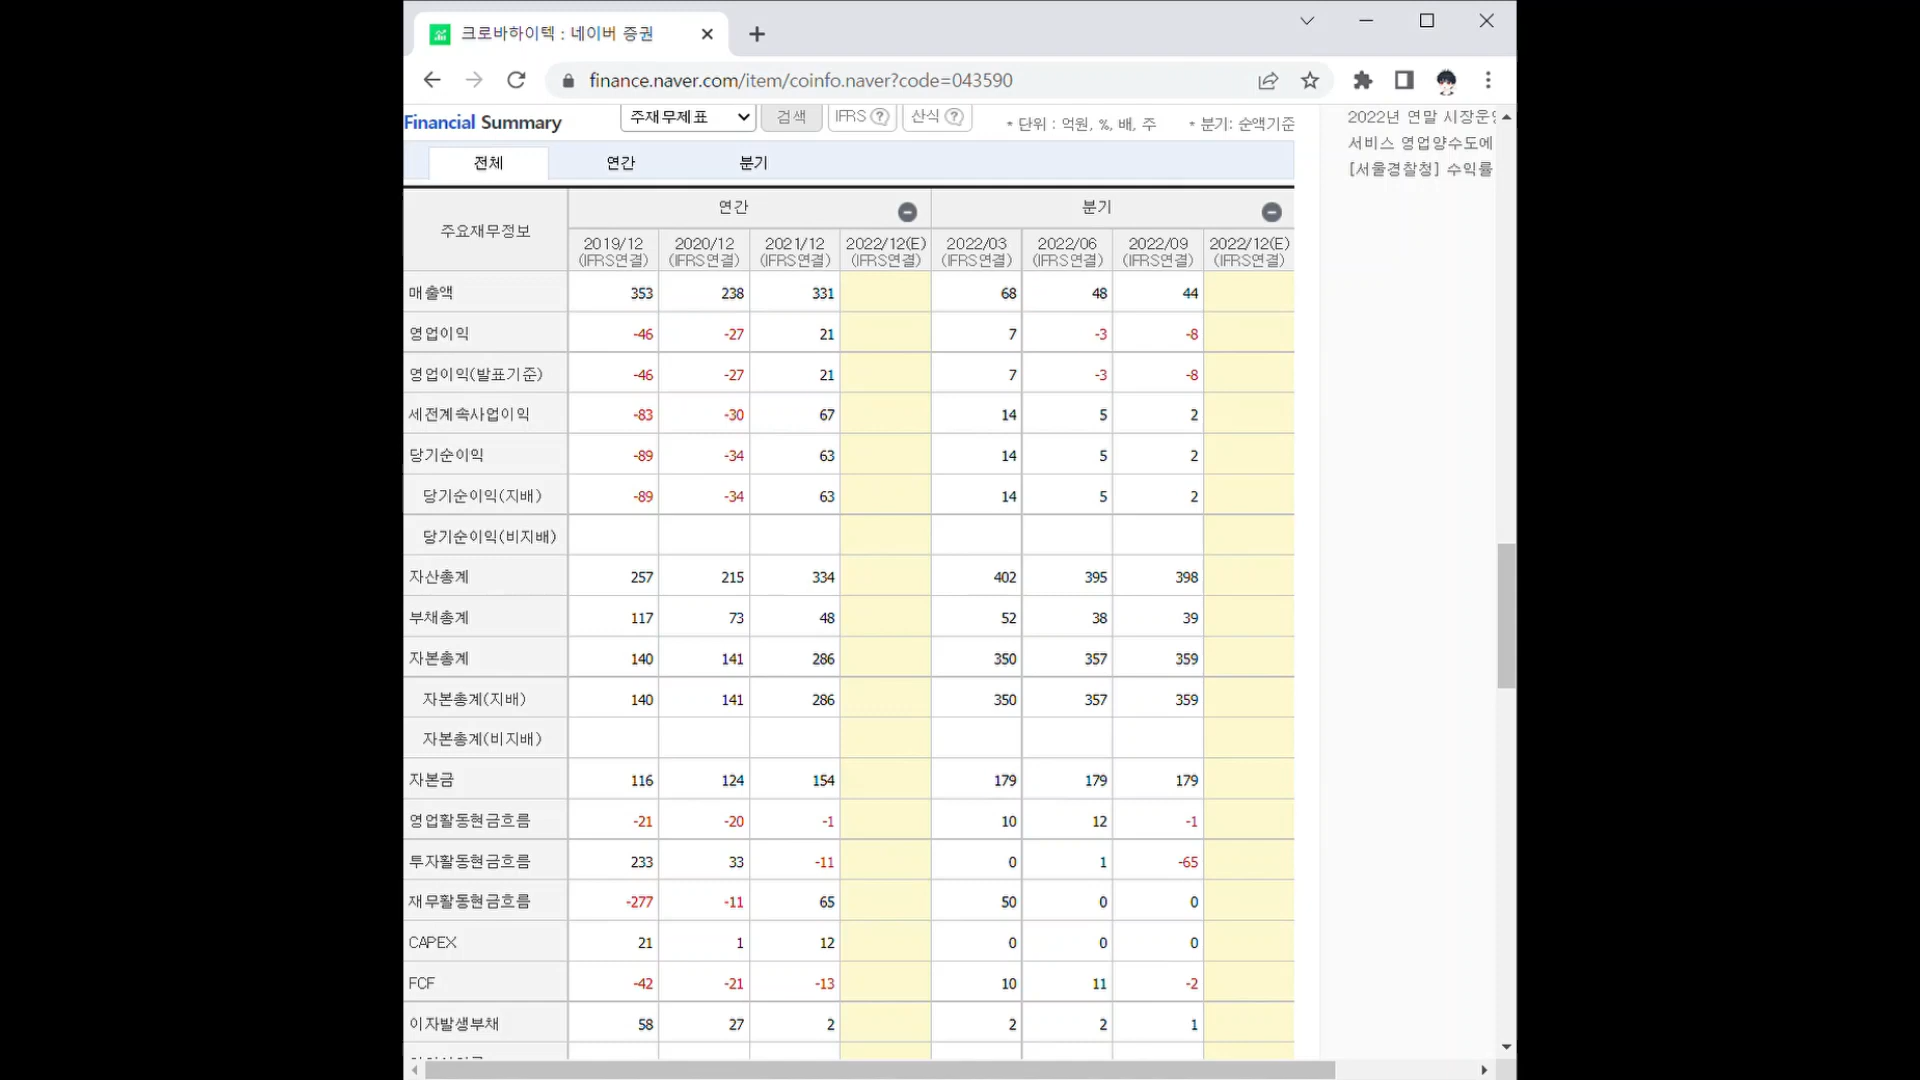 크로바하이텍 : 네이버 증권
finance.naver.com/item/coinfo.naver?code=043590
Financial Summary 주재무제표 검색 IFRS ? 산식 ? * 단위 : 억원, %, 배, 주 * 분기: 순액기준
전체 연간 분기
주요재무정보 연간 분기
2019/12 2020/12 2021/12 2022/12(E) 2022/03 2022/06 2022/09 2022/12(E)
(IFRS연결) (IFRS연결) (IFRS연결) (IFRS연결) (IFRS연결) (IFRS연결) (IFRS연결) (IFRS연결)
매출액 353 238 331 68 48 44
영업이익 -46 -27 21 7 -3 -8
영업이익(발표기준) -46 -27 21 7 -3 -8
세전계속사업이익 -83 -30 67 14 5 2
당기순이익 -89 -34 63 14 5 2
당기순이익(지배) -89 -34 63 14 5 2
당기순이익(비지배)
자산총계 257 215 334 402 395 398
부채총계 117 73 48 52 38 39
자본총계 140 141 286 350 357 359
자본총계(지배) 140 141 286 350 357 359
자본총계(비지배)
자본금 116 124 154 179 179 179
영업활동현금흐름 -21 -20 -1 10 12 -1
투자활동현금흐름 233 33 -11 0 1 -65
재무활동현금흐름 -277 -11 65 50 0 0
CAPEX 21 1 12 0 0 0
FCF -42 -21 -13 10 11 -2
이자발생부채 58 27 2 2 2 1
2022년 연말 시장운
서비스 영업양수도에
[서울경찰청] 수익률